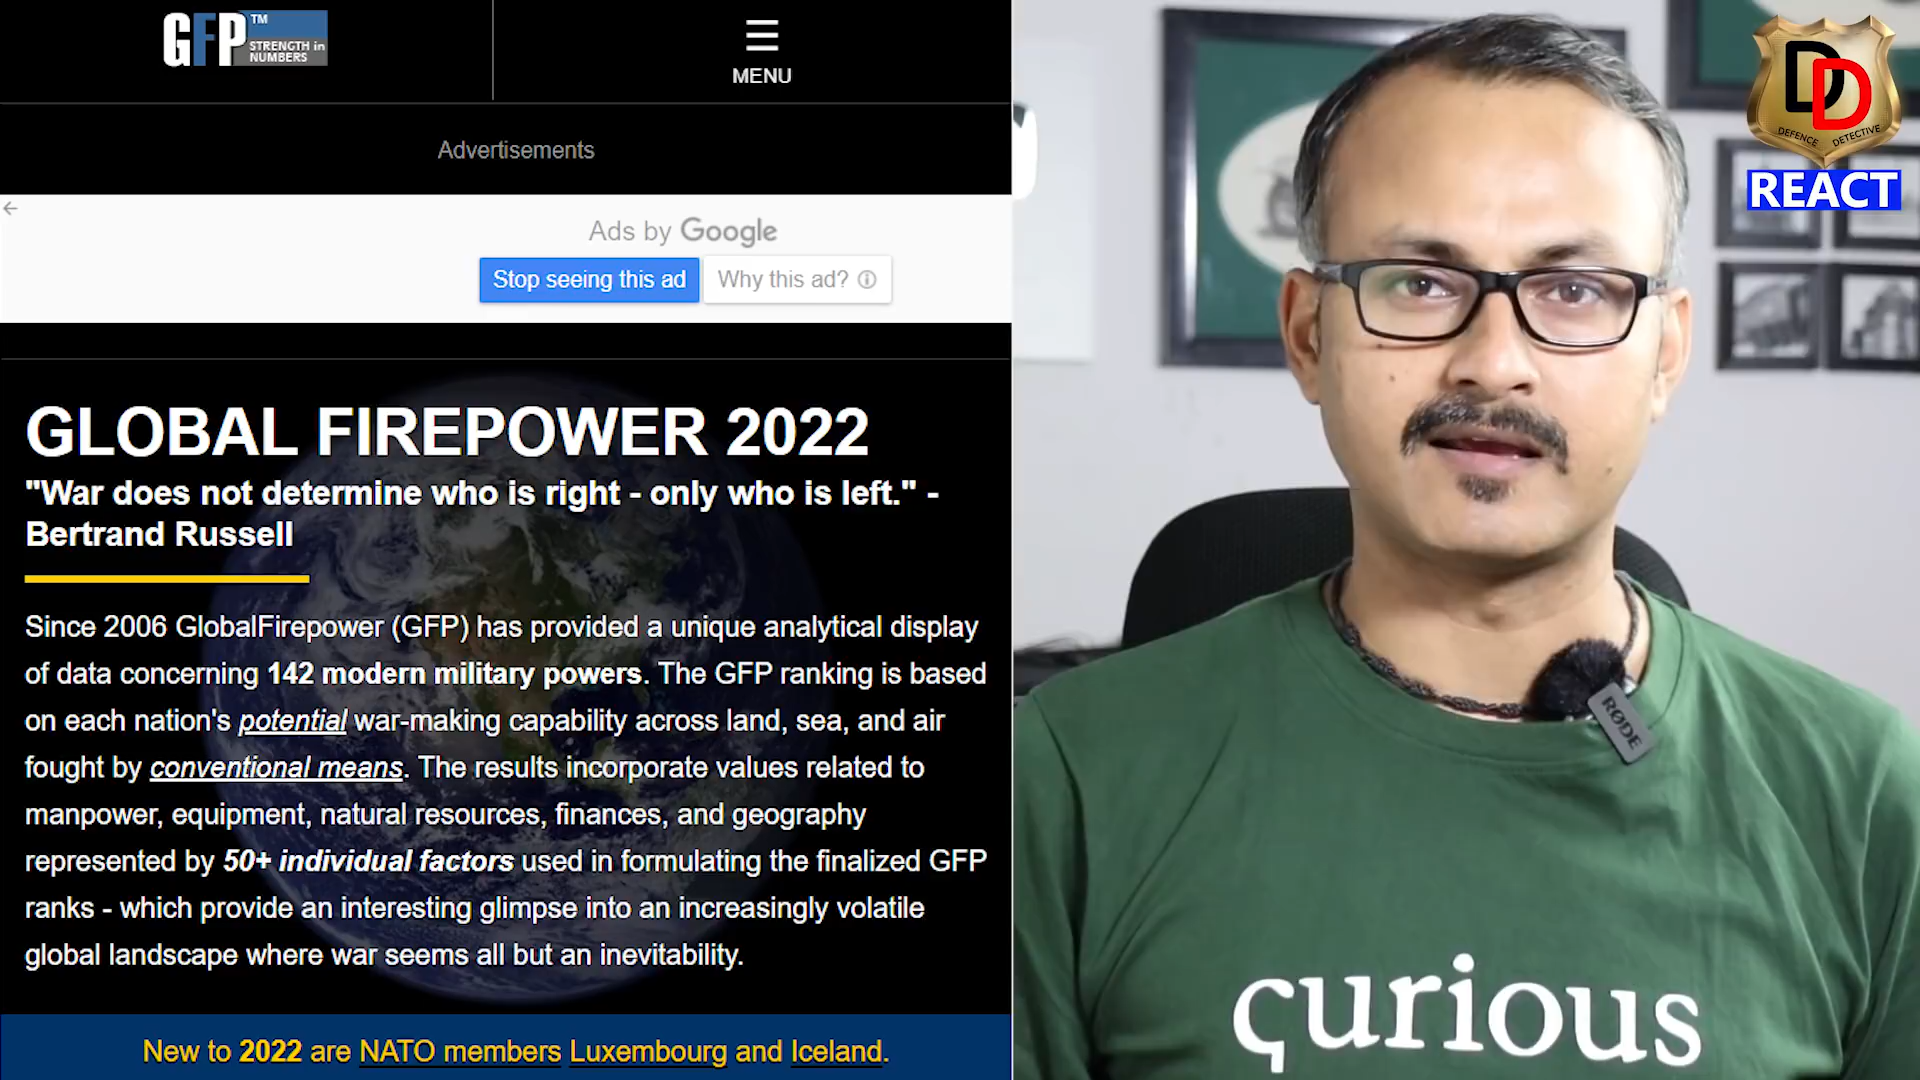 GFP™
STRENGTH in
NUMBERS
MENU
Advertisements
Ads by Google
Stop seeing this ad
Why this ad?
GLOBAL FIREPOWER 2022
"War does not determine who is right - only who is left." -
Bertrand Russell
Since 2006 GlobalFirepower (GFP) has provided a unique analytical display
of data concerning 142 modern military powers. The GFP ranking is based
on each nation's potential war-making capability across land, sea, and air
fought by conventional means. The results incorporate values related to
manpower, equipment, natural resources, finances, and geography
represented by 50+ individual factors used in formulating the finalized GFP
ranks - which provide an interesting glimpse into an increasingly volatile
global landscape where war seems all but an inevitability.
New to 2022 are NATO members Luxembourg and Iceland.
DD
DEFENCE DETECTIVE
REACT
RØDE
curious